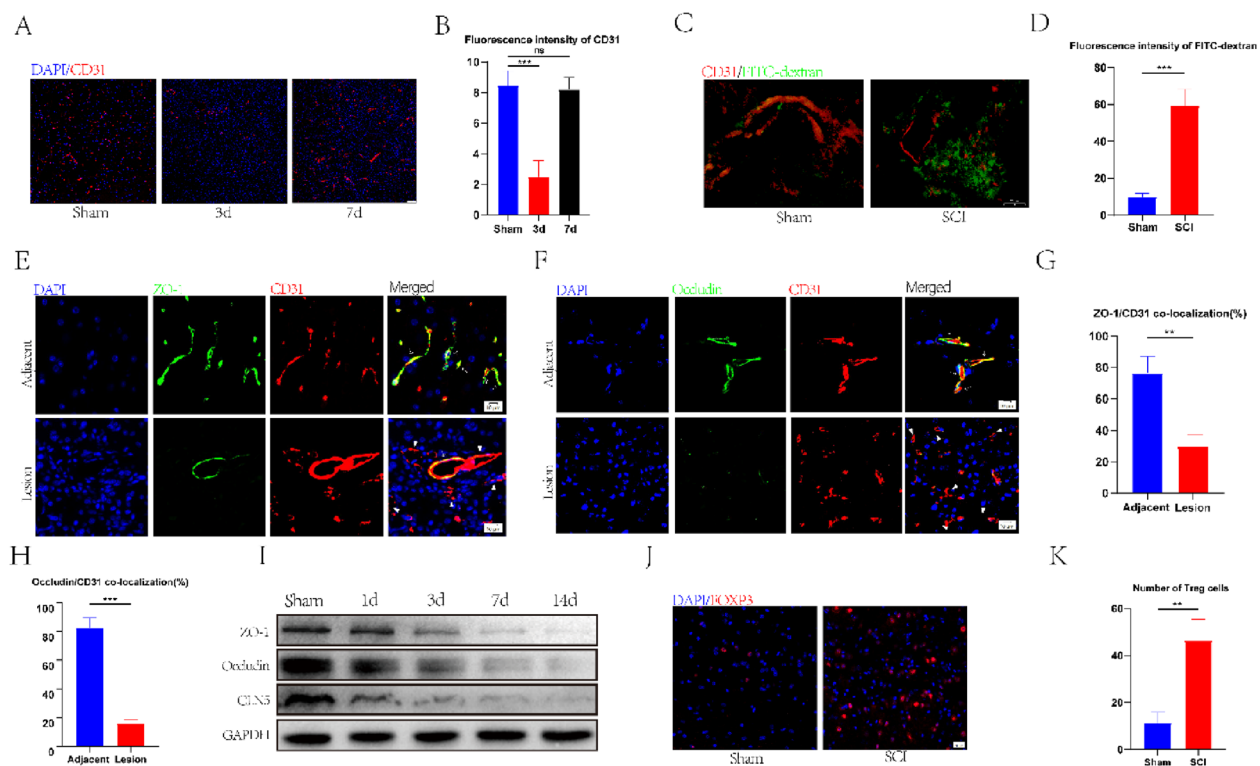 A
DAPI/CD31
Sham
3d
7d
B
Fluorescence intensity of CD31
ns
***
10
8
6
4
2
0
Sham
3d
7d
C
CD31/FITC-dextran
Sham
SCI
D
Fluorescence intensity of FITC-dextran
***
80
60
40
20
0
Sham
SCI
E
DAPI
ZO-1
CD31
Merged
Adjacent
Lesion
F
DAPI
Occludin
CD31
Merged
Adjacent
Lesion
G
ZO-1/CD31 co-localization(%)
**
100
80
60
40
20
0
Adjacent
Lesion
H
Occludin/CD31 co-localization(%)
***
100
80
60
40
20
0
Adjacent
Lesion
I
Sham
1d
3d
7d
14d
ZO-1
Occludin
CLN5
GAPDH
J
DAPI/FOXP3
Sham
SCI
K
Number of Treg cells
**
60
40
20
0
Sham
SCI